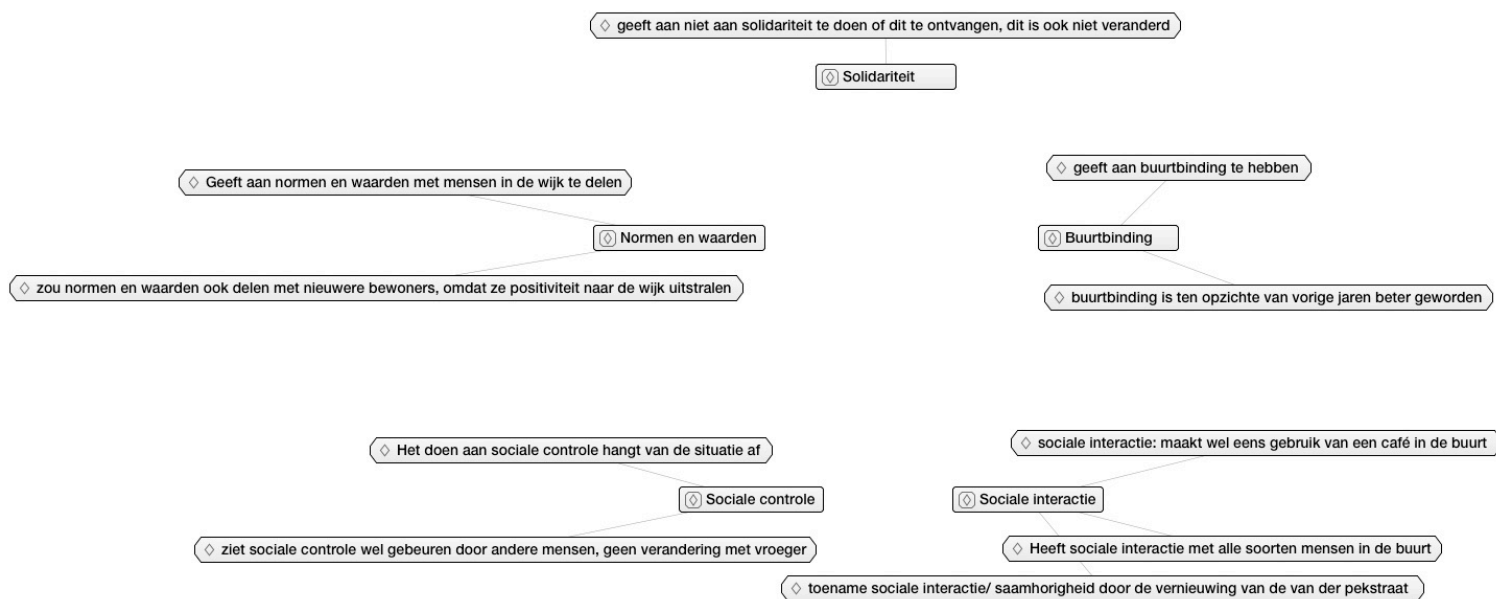 geeft aan niet aan solidariteit te doen of dit te ontvangen, dit is ook niet veranderd
Solidariteit
Geeft aan normen en waarden met mensen in de wijk te delen
Normen en waarden
zou normen en waarden ook delen met nieuwere bewoners, omdat ze positiviteit naar de wijk uitstralen
geeft aan buurtbinding te hebben
Buurtbinding
buurtbinding is ten opzichte van vorige jaren beter geworden
Het doen aan sociale controle hangt van de situatie af
Sociale controle
ziet sociale controle wel gebeuren door andere mensen, geen verandering met vroeger
sociale interactie: maakt wel eens gebruik van een café in de buurt
Sociale interactie
Heeft sociale interactie met alle soorten mensen in de buurt
toename sociale interactie/ saamhorigheid door de vernieuwing van de van der pekstraat